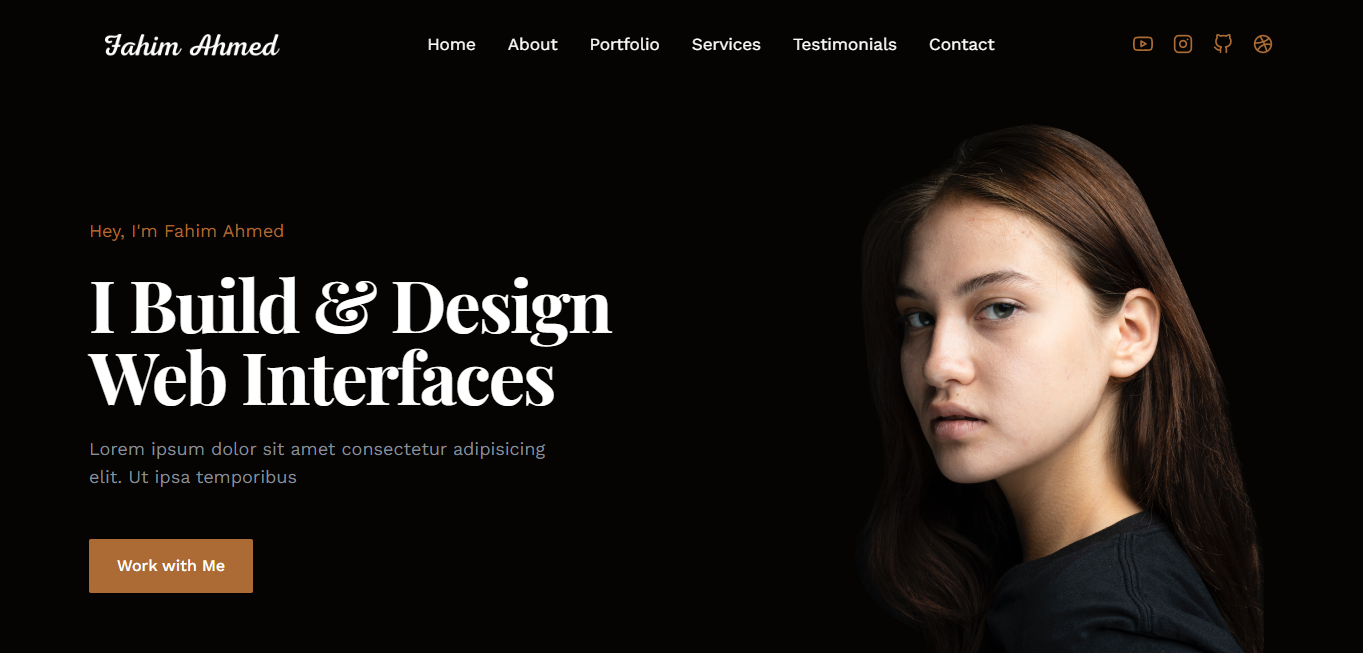 Fahim Ahmed
Home About Portfolio Services Testimonials Contact
Hey, I'm Fahim Ahmed
I Build & Design
Web Interfaces
Lorem ipsum dolor sit amet consectetur adipisicing
elit. Ut ipsa temporibus
Work with Me